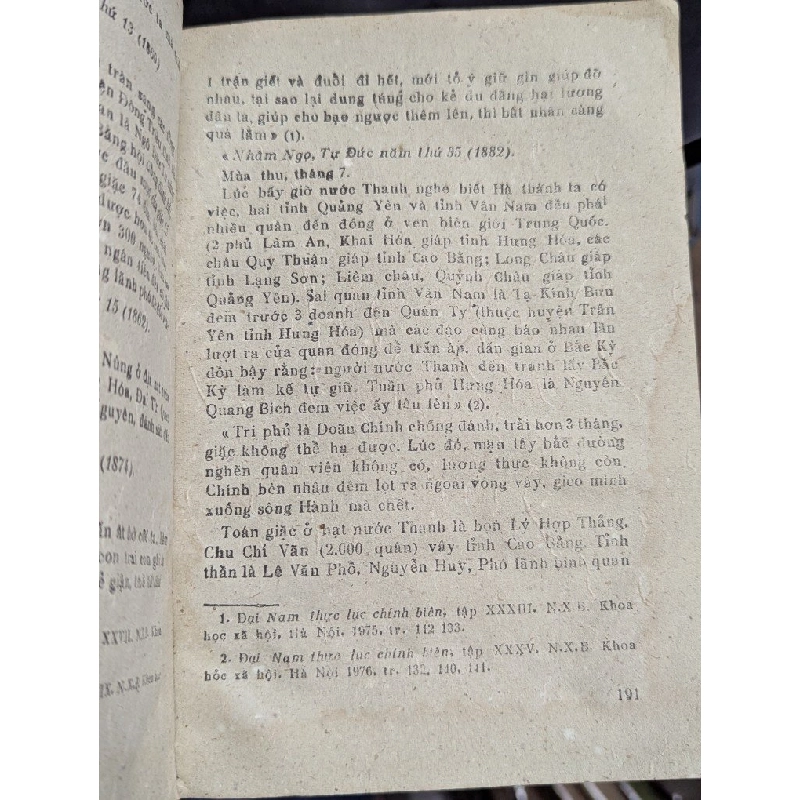 1 trận giết và đuổi đi hết, mới tỏ ý giữ gìn giúp đỡ
nhau, tại sao lại dung túng cho kẻ du đãng hại lương
dân ta, giúp cho bạo ngược thêm lên, thì bất nhân càng
quá lắm» (1).
«Nhâm Ngọ, Tự Đức năm thứ 35 (1882).
Mùa thu, tháng 7.
Lúc bấy giờ nước Thanh nghe biết Hà thành ta có
việc, hai tỉnh Quảng Yên và tỉnh Vân Nam đều phái
nhiều quân đến đóng ở ven biên giới Trung Quốc.
(2 phủ Lâm An, Khai Hóa giáp tỉnh Hưng Hóa, các
châu Quy Thuận giáp tỉnh Cao Bằng; Long Châu giáp
tỉnh Lạng Sơn; Liêm châu, Quỳnh Châu giáp tỉnh
Quảng Yên). Sai quan tỉnh Vân Nam là Tạ Kính Bưu
đem trước 3 doanh đến Quán Ty (thuộc huyện Trấn
Yên tỉnh Hưng Hóa) mà các đạo cũng bảo nhau lần
lượt ra cửa quan đóng để trấn áp, dân gian ở Bắc Kỳ
đồn bậy rằng: người nước Thanh đến tranh lấy Bắc
Kỳ làm kế tự giữ. Tuần phủ Hưng Hóa là Nguyễn
Quang Bích đem việc ấy tâu lên» (2).
«Tri phủ là Doãn Chính chống đánh, trải hơn 3 tháng,
giặc không thể hạ được. Lúc đó, mạn tây bắc đường
nghẽn quân viện không có, lương thực không còn
Chính bèn nhân đêm lọt ra ngoài vòng vây, gieo mình
xuống sông Hành mà chết.
Toán giặc ở hạt nước Thanh là bọn Lý Hợp Thắng,
Chu Chí Văn (2.000 quân) vây tỉnh Cao Bằng. Tỉnh
thần là Lê Văn Phổ, Nguyễn Huy, Phó lãnh binh quan
1. Đại Nam thực lục chính biên, tập XXXIII. N.X.B. Khoa
học xã hội, Hà Nội. 1975, tr. 112 133.
2. Đại Nam thực lục chính biên, tập XXXV. N.X.B Khoa
học xã hội. Hà Nội 1976. tr. 132, 140, 141.
191